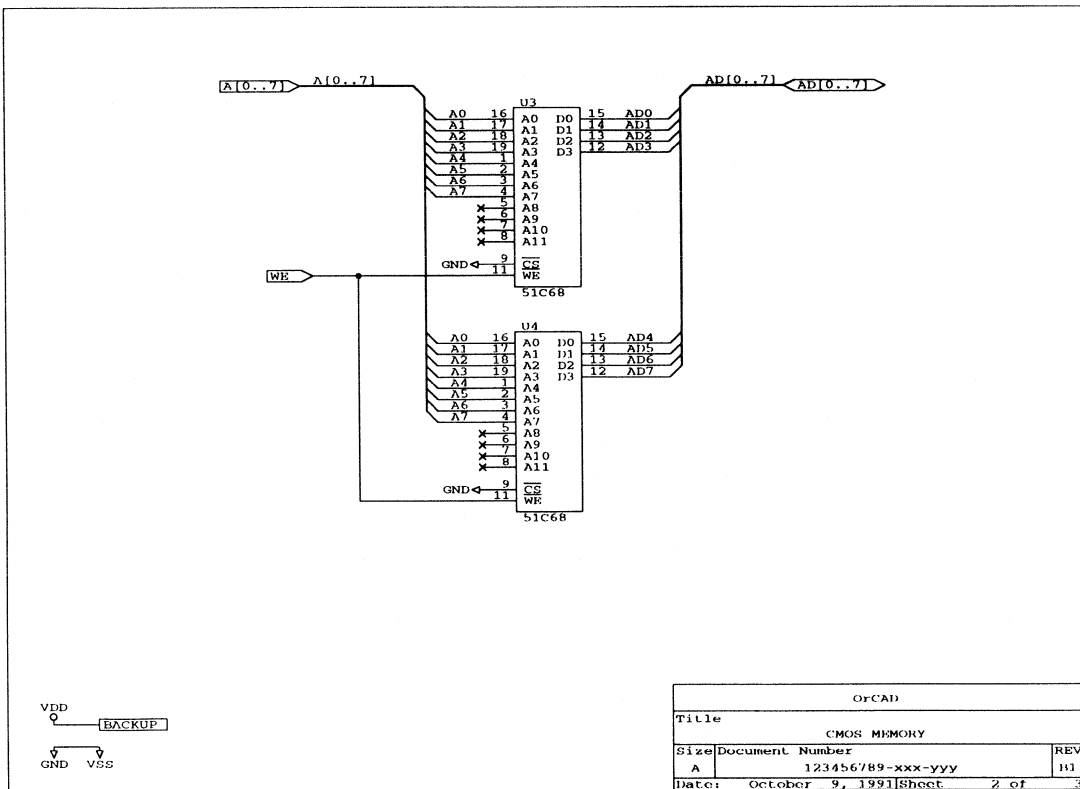 A[0..7] A[0..7] AD[0..7] AD[0..7]
U3
A0 16 A0 D0 15 AD0
A1 17 A1 D1 14 AD1
A2 18 A2 D2 13 AD2
A3 19 A3 D3 12 AD3
A4 1 A4
A5 2 A5
A6 3 A6
A7 4 A7
5 A8
6 A9
7 A10
8 A11
GND 9 CS
WE 11 WE
51C68
U4
A0 16 A0 D0 15 AD4
A1 17 A1 D1 14 AD5
A2 18 A2 D2 13 AD6
A3 19 A3 D3 12 AD7
A4 1 A4
A5 2 A5
A6 3 A6
A7 4 A7
5 A8
6 A9
7 A10
8 A11
GND 9 CS
11 WE
51C68
VDD
BACKUP
GND VSS
OrCAD
Title
CMOS MEMORY
Size Document Number REV
A 123456789-xxx-yyy B1
Date: October 9, 1991 Sheet 2 of 3